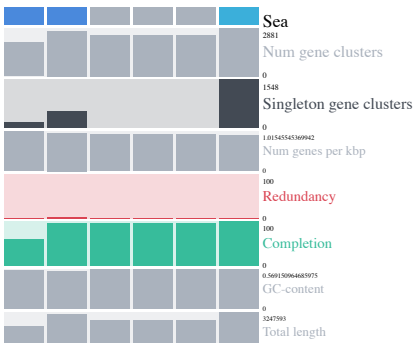 Sea
2881
Num gene clusters
0
1548
Singleton gene clusters
0
1.01545545369942
Num genes per kbp
0
100
Redundancy
0
100
Completion
0
0.569150964685975
GC-content
0
3247593
Total length